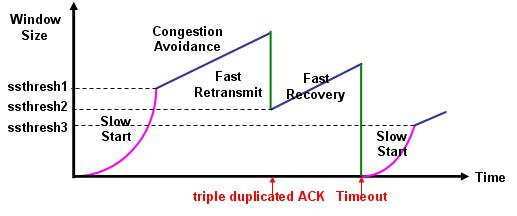 Window
Size
Congestion
Avoidance
ssthresh1
Fast
Retransmit
Fast
Recovery
ssthresh2
ssthresh3
Slow
Start
Slow
Start
Time
triple duplicated ACK
Timeout